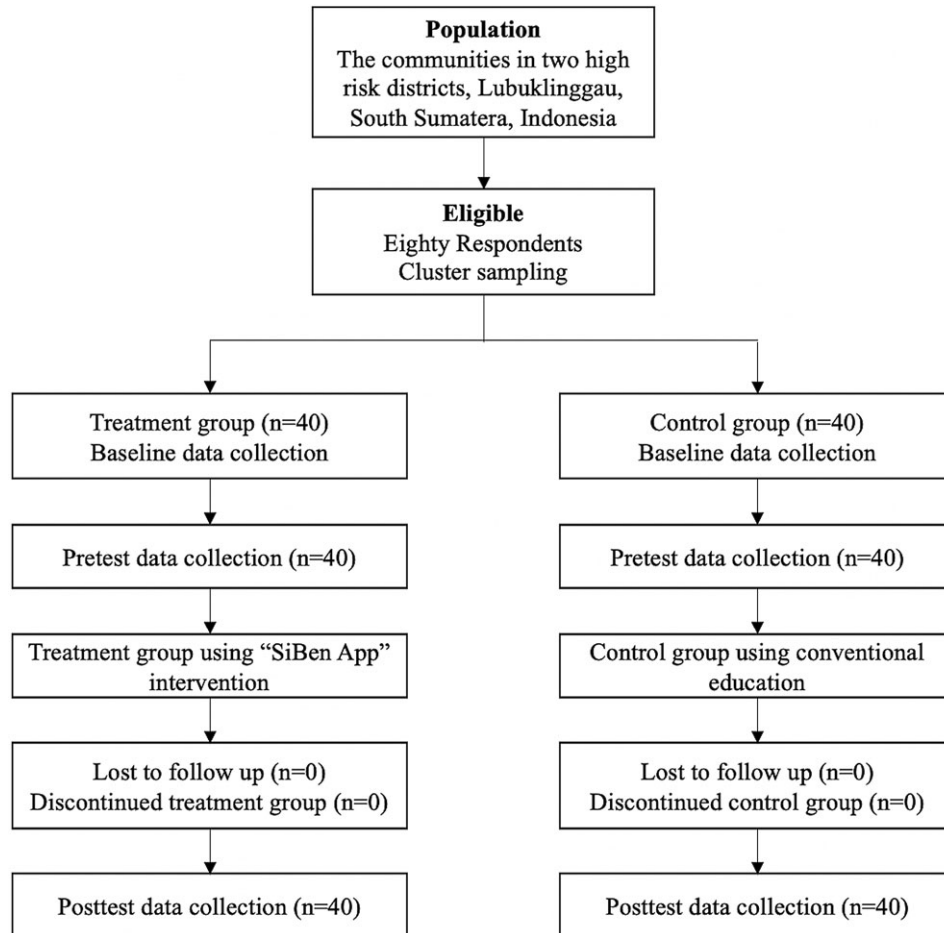 Population
The communities in two high
risk districts, Lubuklinggau,
South Sumatera, Indonesia
Eligible
Eighty Respondents
Cluster sampling
Treatment group (n=40)
Baseline data collection
Control group (n=40)
Baseline data collection
Pretest data collection (n=40)
Pretest data collection (n=40)
Treatment group using “SiBen App”
intervention
Control group using conventional
education
Lost to follow up (n=0)
Discontinued treatment group (n=0)
Lost to follow up (n=0)
Discontinued control group (n=0)
Posttest data collection (n=40)
Posttest data collection (n=40)